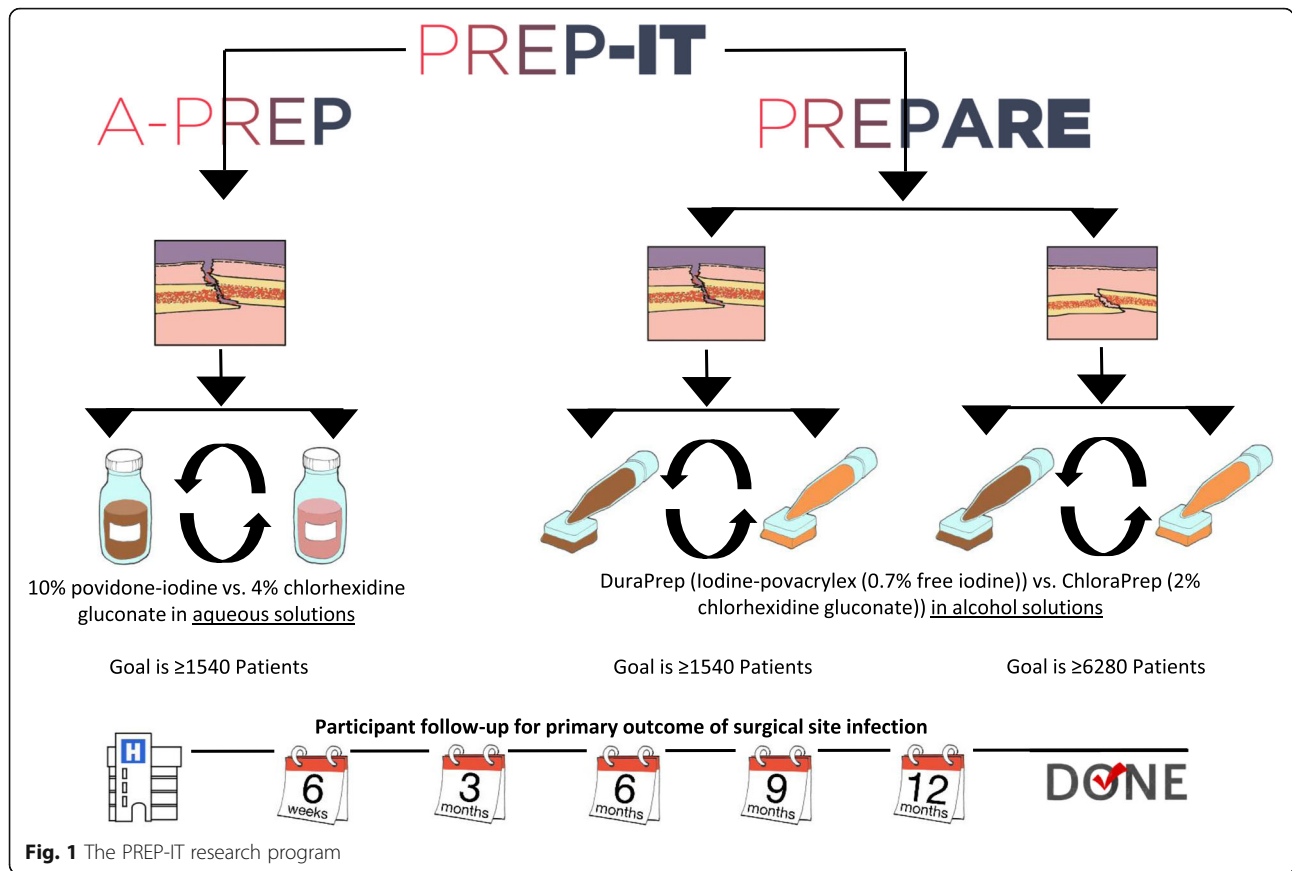 PREP-IT
A-PREP
PREPARE
10% povidone-iodine vs. 4% chlorhexidine
gluconate in aqueous solutions
DuraPrep (Iodine-povacrylex (0.7% free iodine)) vs. ChloraPrep (2%
chlorhexidine gluconate)) in alcohol solutions
Goal is ≥1540 Patients
Goal is ≥1540 Patients
Goal is ≥6280 Patients
Participant follow-up for primary outcome of surgical site infection
H
6
weeks
3
months
6
months
9
months
12
months
DONE
Fig. 1 The PREP-IT research program